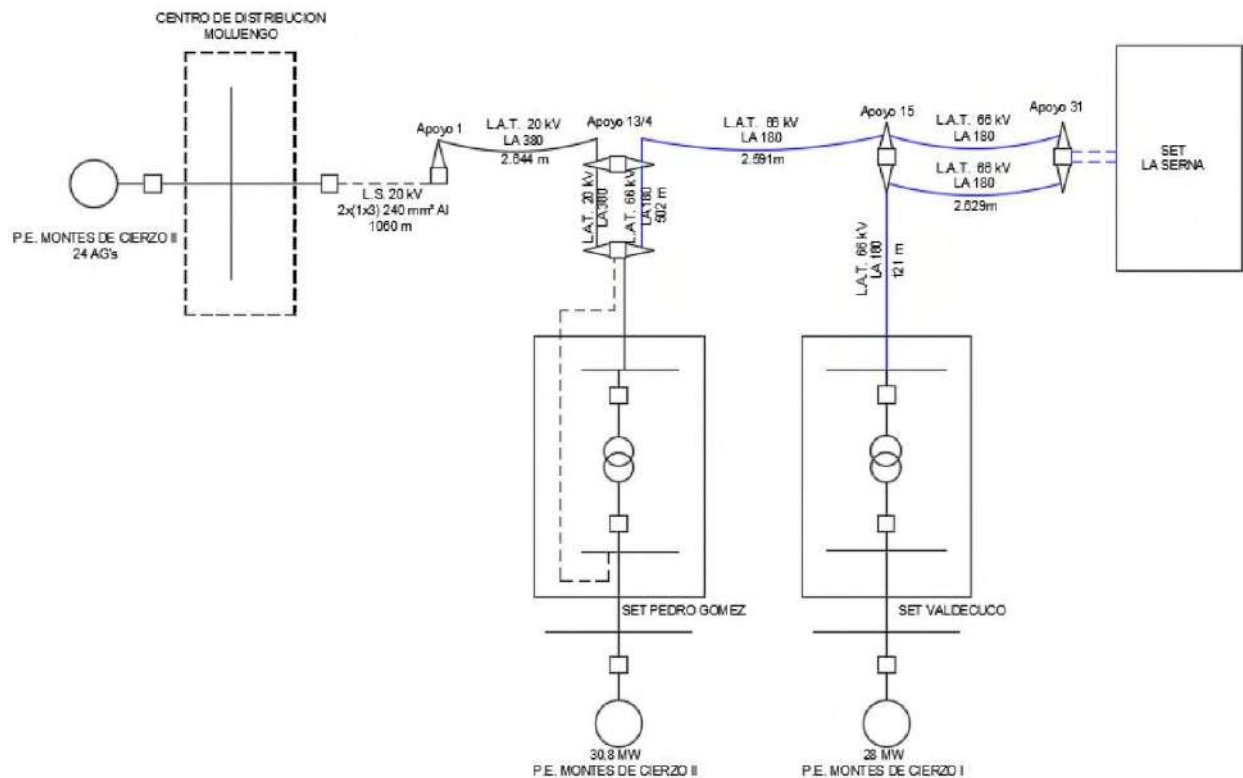 CENTRO DE DISTRIBUCION
MOLUENGO
Apoyo 1
L.A.T. 20 kV
LA 380
2.644 m
Apoyo 13/4
L.A.T. 66 kV
LA 180
2.691m
Apoyo 15
L.A.T. 66 kV
LA 180
Apoyo 31
L.A.T. 66 kV
LA 180
2.629m
SET
LA SERNA
L.S. 20 kV
2x(1x3) 240 mm² Al
1060 m
P.E. MONTES DE CIERZO II
24 AG's
L.A.T. 20 kV
LA 380
L.A.T. 66 kV
LA 180
502 m
L.A.T. 66 kV
LA 180
121 m
SET PEDRO GOMEZ
SET VALDECUCO
30,8 MW
P.E. MONTES DE CIERZO II
28 MW
P.E. MONTES DE CIERZO I